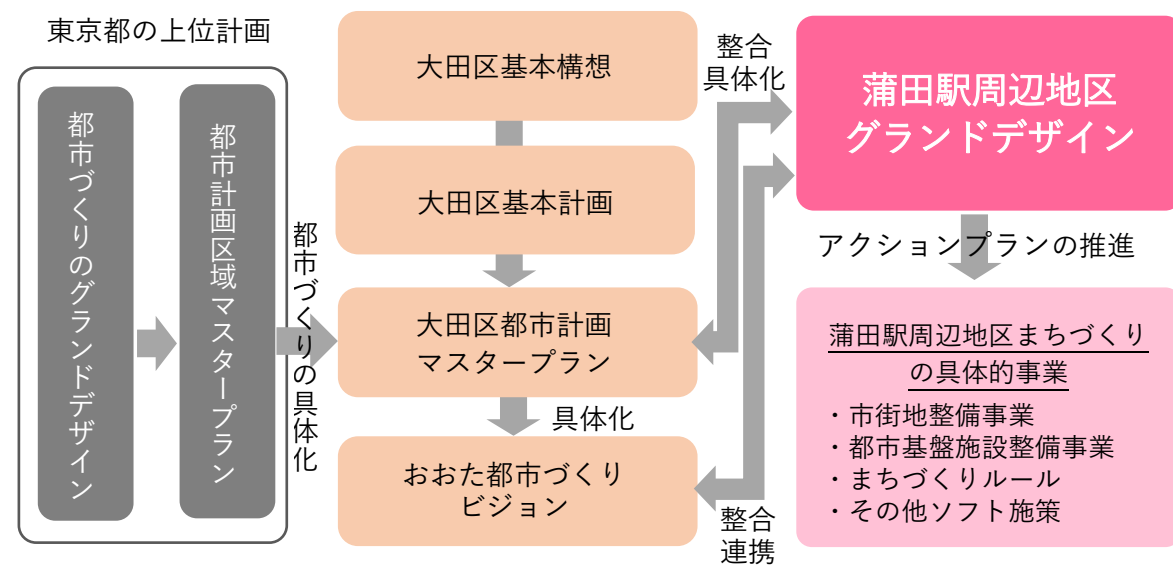 東京都の上位計画
都市づくりのグランドデザイン
都市計画区域マスタープラン
都市づくりの具体化
大田区基本構想
大田区基本計画
大田区都市計画
マスタープラン
具体化
おおた都市づくり
ビジョン
整合
具体化
整合
連携
蒲田駅周辺地区
グランドデザイン
アクションプランの推進
蒲田駅周辺地区まちづくり
の具体的事業
・市街地整備事業
・都市基盤施設整備事業
・まちづくりルール
・その他ソフト施策